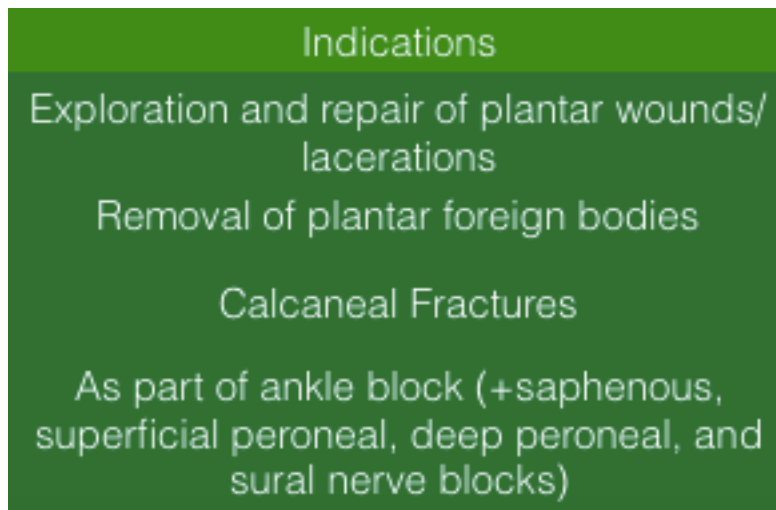 Indications
Exploration and repair of plantar wounds/
lacerations
Removal of plantar foreign bodies
Calcaneal Fractures
As part of ankle block (+saphenous,
superficial peroneal, deep peroneal, and
sural nerve blocks)